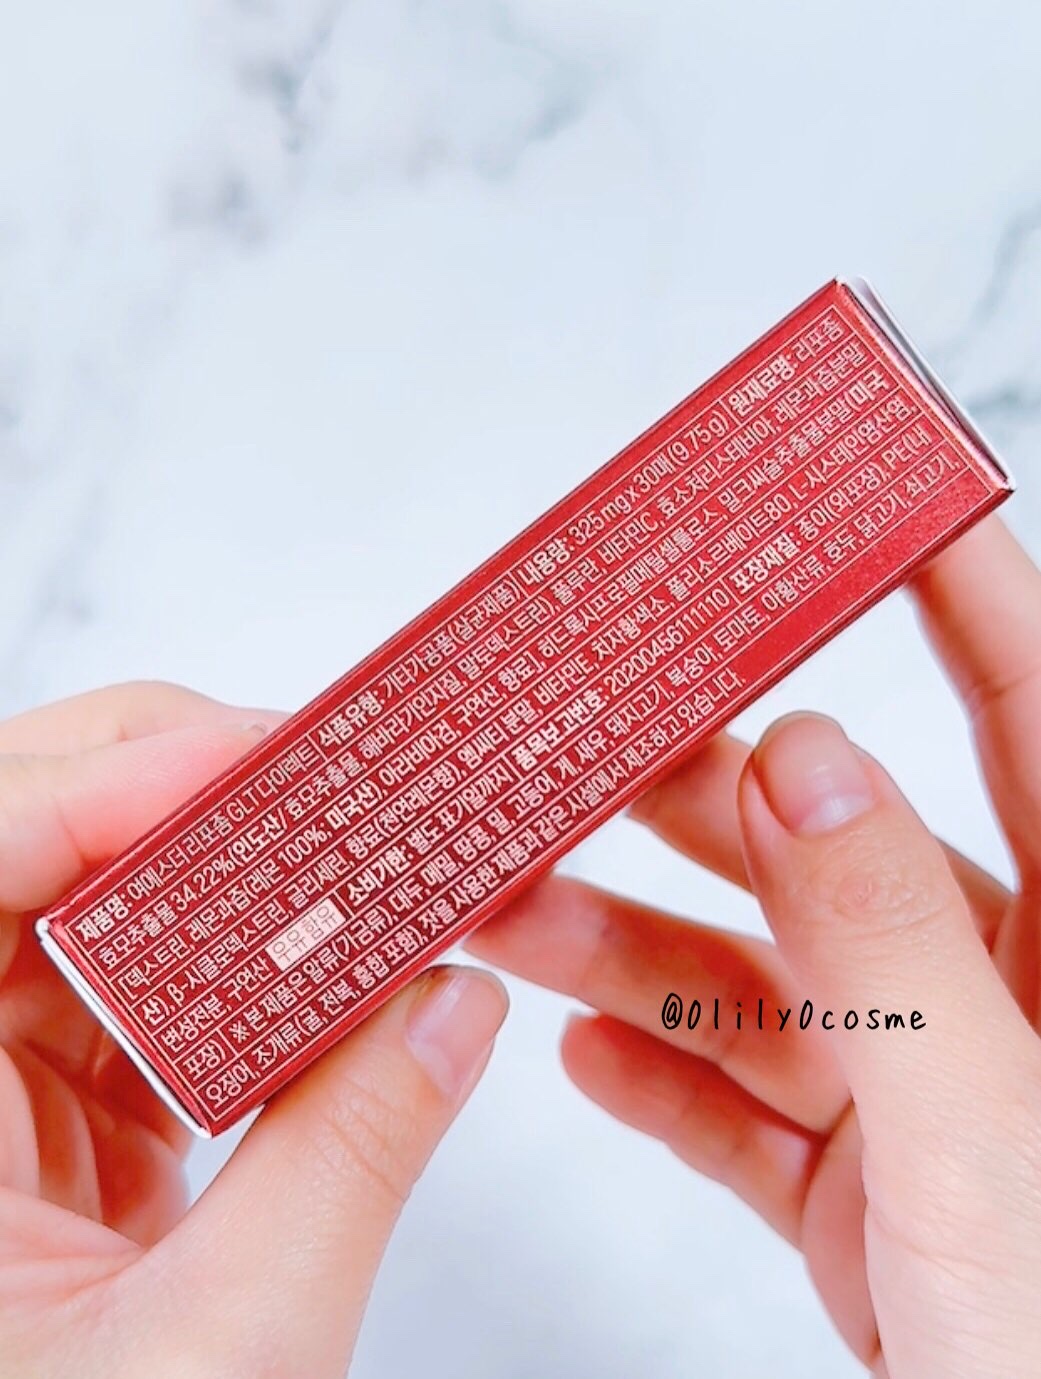 제품명: 여에스더 리포좀 GLT 다이렉트 식품유형: 기타가공품(살균제품) 내용량: 325mg x 30매(9.75g) 원재료명: 리포좀
효모추출물 34.22%(인도산/ 효모추출물, 해바라기인지질, 말토덱스트린), 풀루란, 비타민C, 효소처리스테비아, 레몬과즙분말
[덱스트린, 레몬과즙(레몬 100%, 미국산), 아라비아검, 구연산, 향료], 히드록시프로필메틸셀룰로스, 밀크씨슬추출물분말(미국
산), β-시클로덱스트린, 글리세린, 향료(천연레몬향), 엠씨티 분말, 비타민E, 치자황색소, 폴리소르베이트80, L-시스테인염산염,
변성전분, 구연산 우유 함유 소비기한: 별도 표기일까지 품목보고번호: 20200456111110 포장재질: 종이(외포장), PE(내
포장) ※ 본 제품은 알류(가금류), 대두, 메밀, 땅콩, 밀, 고등어, 게, 새우, 돼지고기, 복숭아, 토마토, 아황산류, 호두, 닭고기, 쇠고기,
오징어, 조개류(굴, 전복, 홍합 포함), 잣을 사용한 제품과 같은 시설에서 제조하고 있습니다.
@0lily0cosme